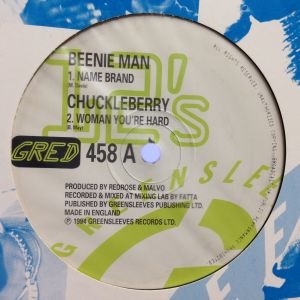 12's
BEENIE MAN
1. NAME BRAND
(M. Davis)
CHUCKLEBERRY
2. WOMAN YOU'RE HARD
GRED 458 A
PRODUCED BY REDROSE & MALVO
RECORDED & MIXED AT MIXING LAB BY FATTA
PUBLISHED BY GREENSLEEVES PUBLISHING LTD.
MADE IN ENGLAND
℗ 1994 GREENSLEEVES RECORDS LTD.